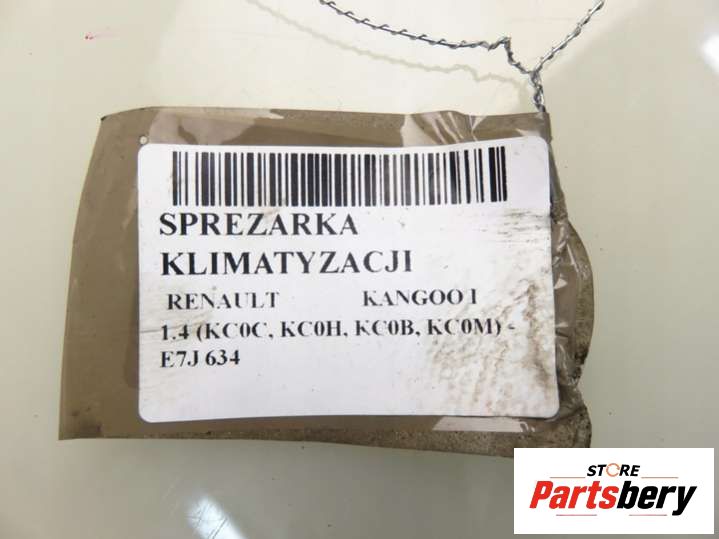 SPREZARKA
KLIMATYZACJI
RENAULT KANGOO I
1.4 (KC0C, KC0H, KC0B, KC0M) -
E7J 634
STORE
Partsbery